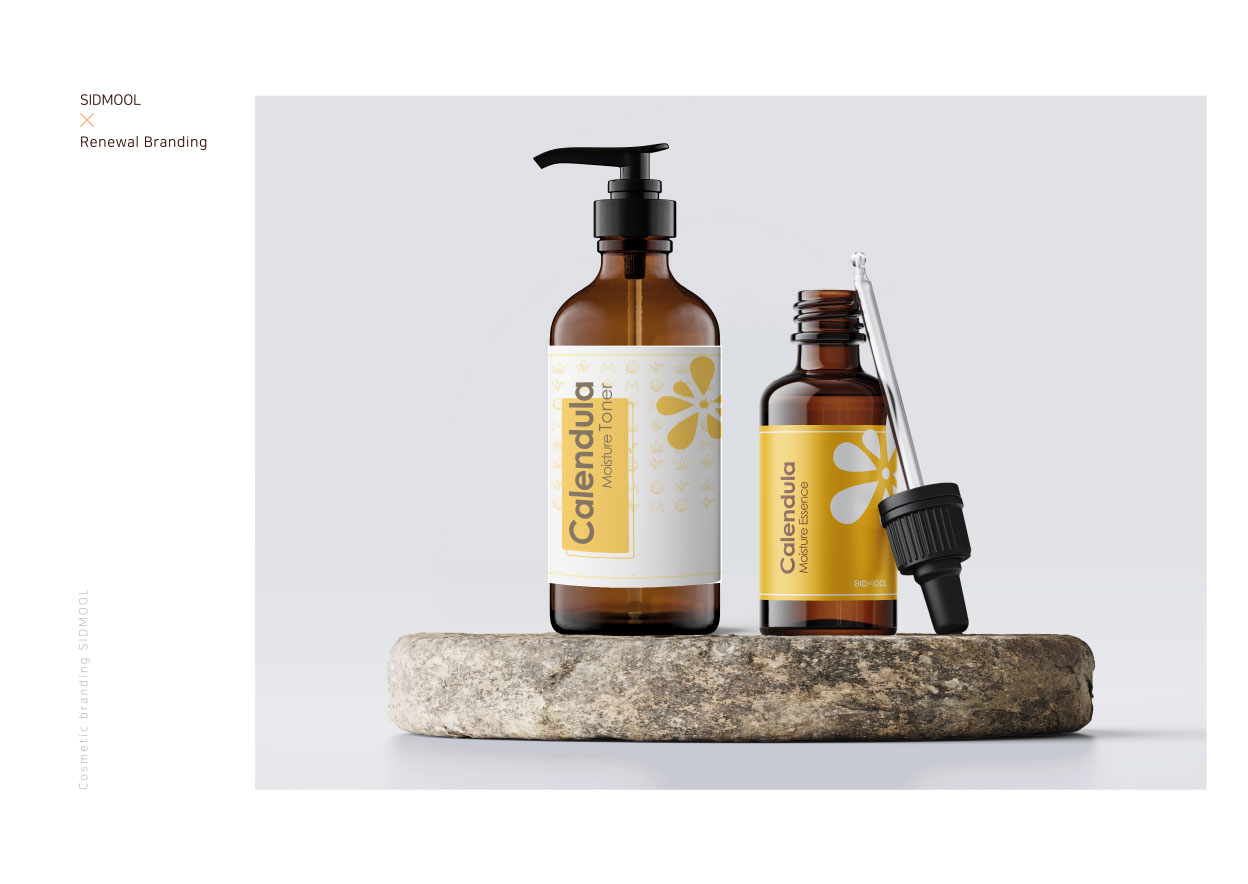 SIDMOOL
Renewal Branding
Calendula
Moisture Toner
Calendula
Moisture Essence
SIDMOOL
Cosmetic branding SIDMOOL